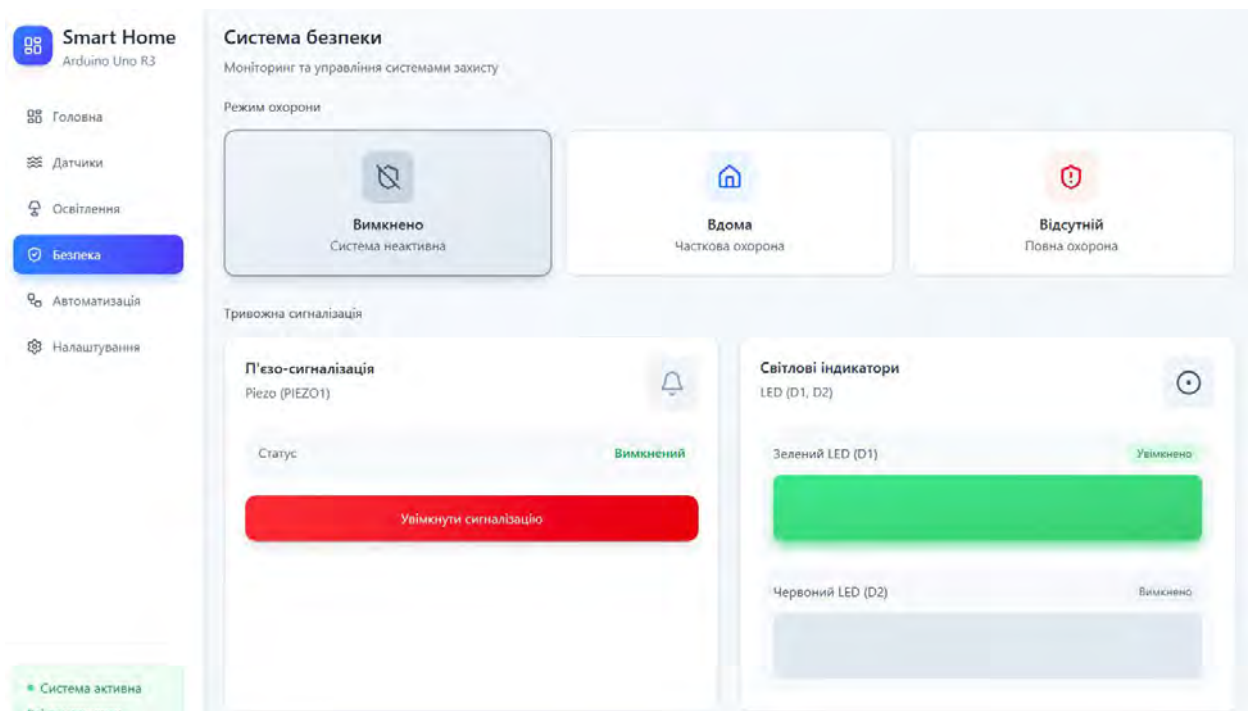 Smart Home
Arduino Uno R3
Головна
Датчики
Освітлення
Безпека
Автоматизація
Налаштування
Система активна
Система безпеки
Моніторинг та управління системами захисту
Режим охорони
Вимкнено
Система неактивна
Вдома
Часткова охорона
Відсутній
Повна охорона
Тривожна сигналізація
П'єзо-сигналізація
Piezo (PIEZO1)
Статус Вимкнений
Увімкнути сигналізацію
Світлові індикатори
LED (D1, D2)
Зелений LED (D1) Увімкнено
Червоний LED (D2) Вимкнено